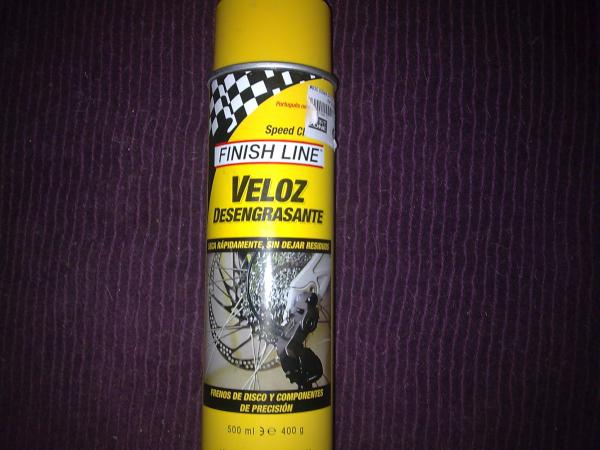 Português
Speed Cl
FINISH LINE
VELOZ
DESENGRASANTE
SECA RÁPIDAMENTE, SIN DEJAR RESIDUOS
FRENOS DE DISCO Y COMPONENTES
DE PRECISIÓN
500 ml ℮ 400 g